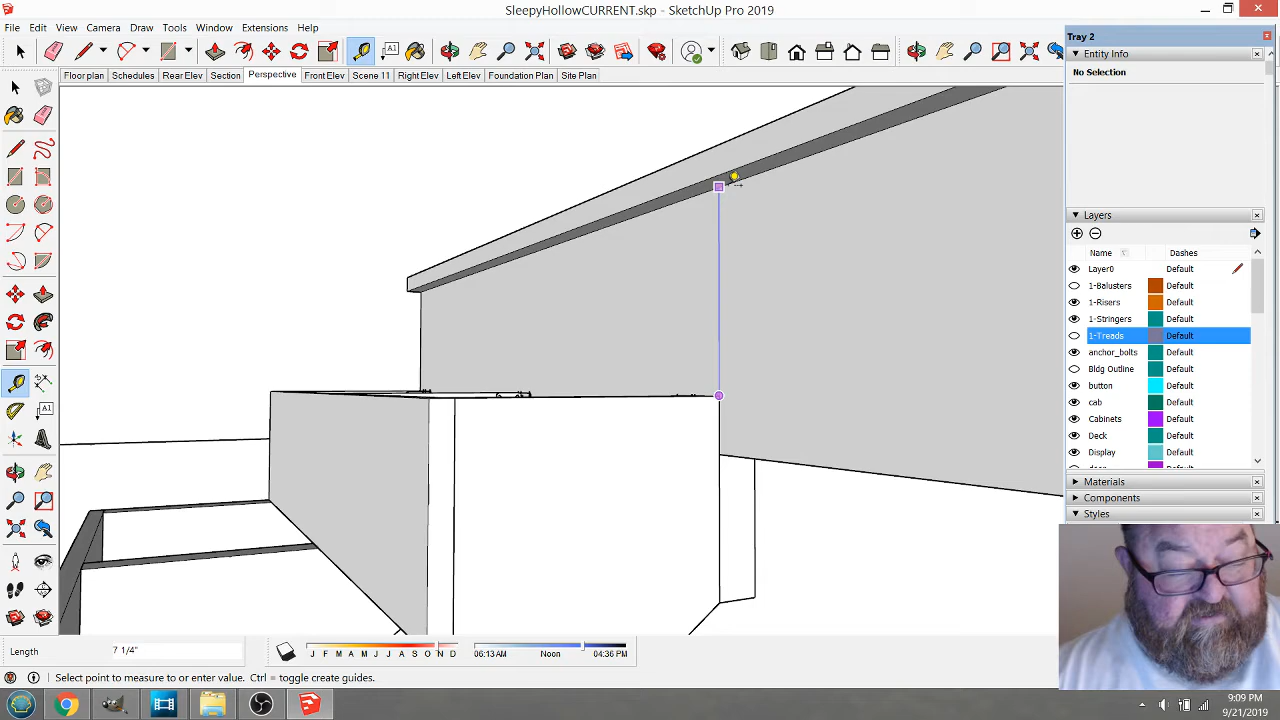 SleepyHollowCURRENT.skp - SketchUp Pro 2019
File Edit View Camera Draw Tools Window Extensions Help
A1
Tray 2
Entity Info
No Selection
Floor plan Schedules Rear Elev Section Perspective Front Elev Scene 11 Right Elev Left Elev Foundation Plan Site Plan
Layers
Name Dashes
Layer0 Default
1-Balusters Default
1-Risers Default
1-Stringers Default
1-Treads Default
anchor_bolts Default
Bldg Outline Default
button Default
cab Default
Cabinets Default
Deck Default
Display Default
Default
Materials
Components
Styles
Length 7 1/4"
J F M A M J J A S O N D
06:13 AM Noon 04:36 PM
Select point to measure to or enter value. Ctrl = toggle create guides.
9:09 PM
9/21/2019